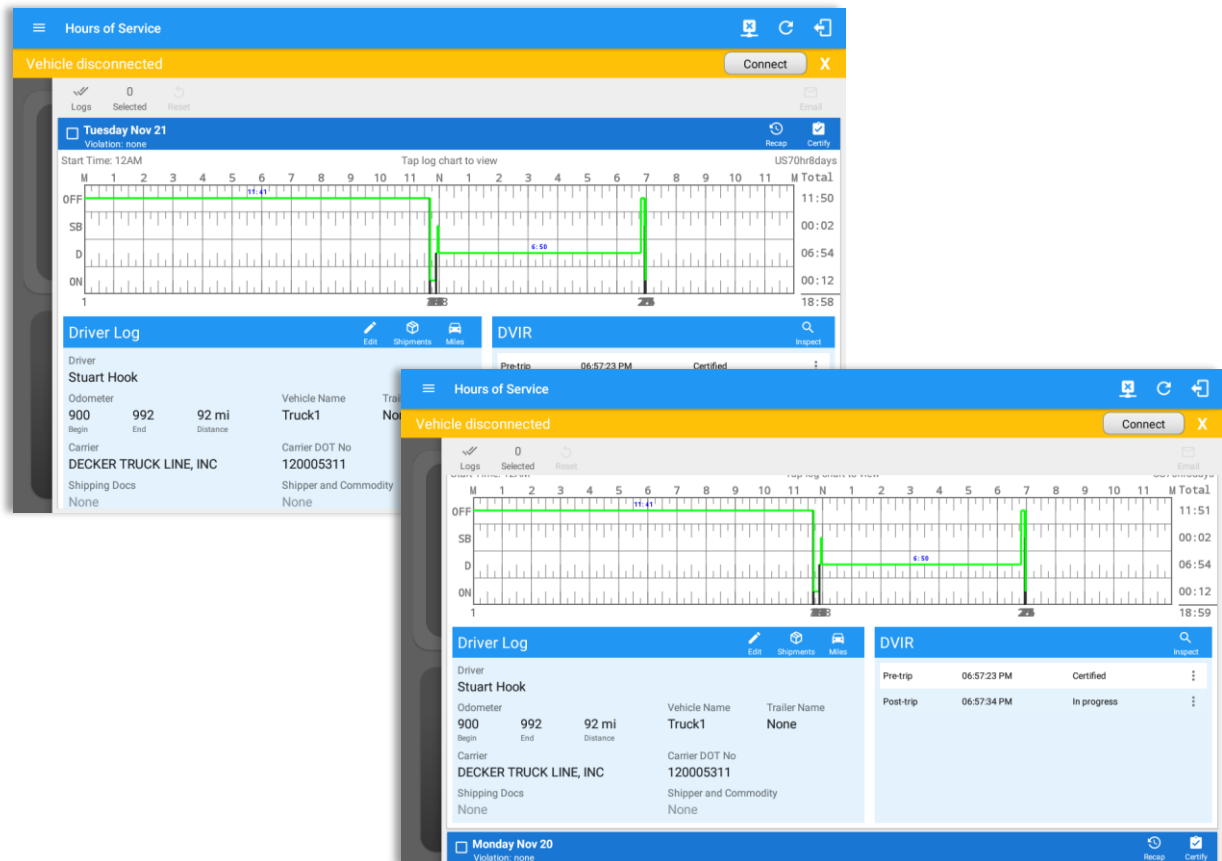 Hours of Service
Vehicle disconnected Connect X
Logs 0 Selected Reset Email
Tuesday Nov 21
Violation: none Recap Certify
Start Time: 12AM Tap log chart to view US70hr8days
M 1 2 3 4 5 6 7 8 9 10 11 N 1 2 3 4 5 6 7 8 9 10 11 M Total
OFF 11:41 11:50
SB 00:02
D 6:50 06:54
ON 00:12
1 18:58
Driver Log Edit Shipments Miles
Driver
Stuart Hook
Odometer Vehicle Name
900 992 92 mi Truck1
Begin End Distance
Carrier Carrier DOT No
DECKER TRUCK LINE, INC 120005311
Shipping Docs Shipper and Commodity
None None
DVIR Inspect
Pre-trip 06:57:23 PM Certified
Hours of Service
Vehicle disconnected Connect X
Logs 0 Selected Reset Email
M 1 2 3 4 5 6 7 8 9 10 11 N 1 2 3 4 5 6 7 8 9 10 11 M Total
OFF 11:41 11:51
SB 00:02
D 6:50 06:54
ON 00:12
1 18:59
Driver Log Edit Shipments Miles
Driver
Stuart Hook
Odometer Vehicle Name Trailer Name
900 992 92 mi Truck1 None
Begin End Distance
Carrier Carrier DOT No
DECKER TRUCK LINE, INC 120005311
Shipping Docs Shipper and Commodity
None None
DVIR Inspect
Pre-trip 06:57:23 PM Certified
Post-trip 06:57:34 PM In progress
Monday Nov 20
Violation: none Recap Certify